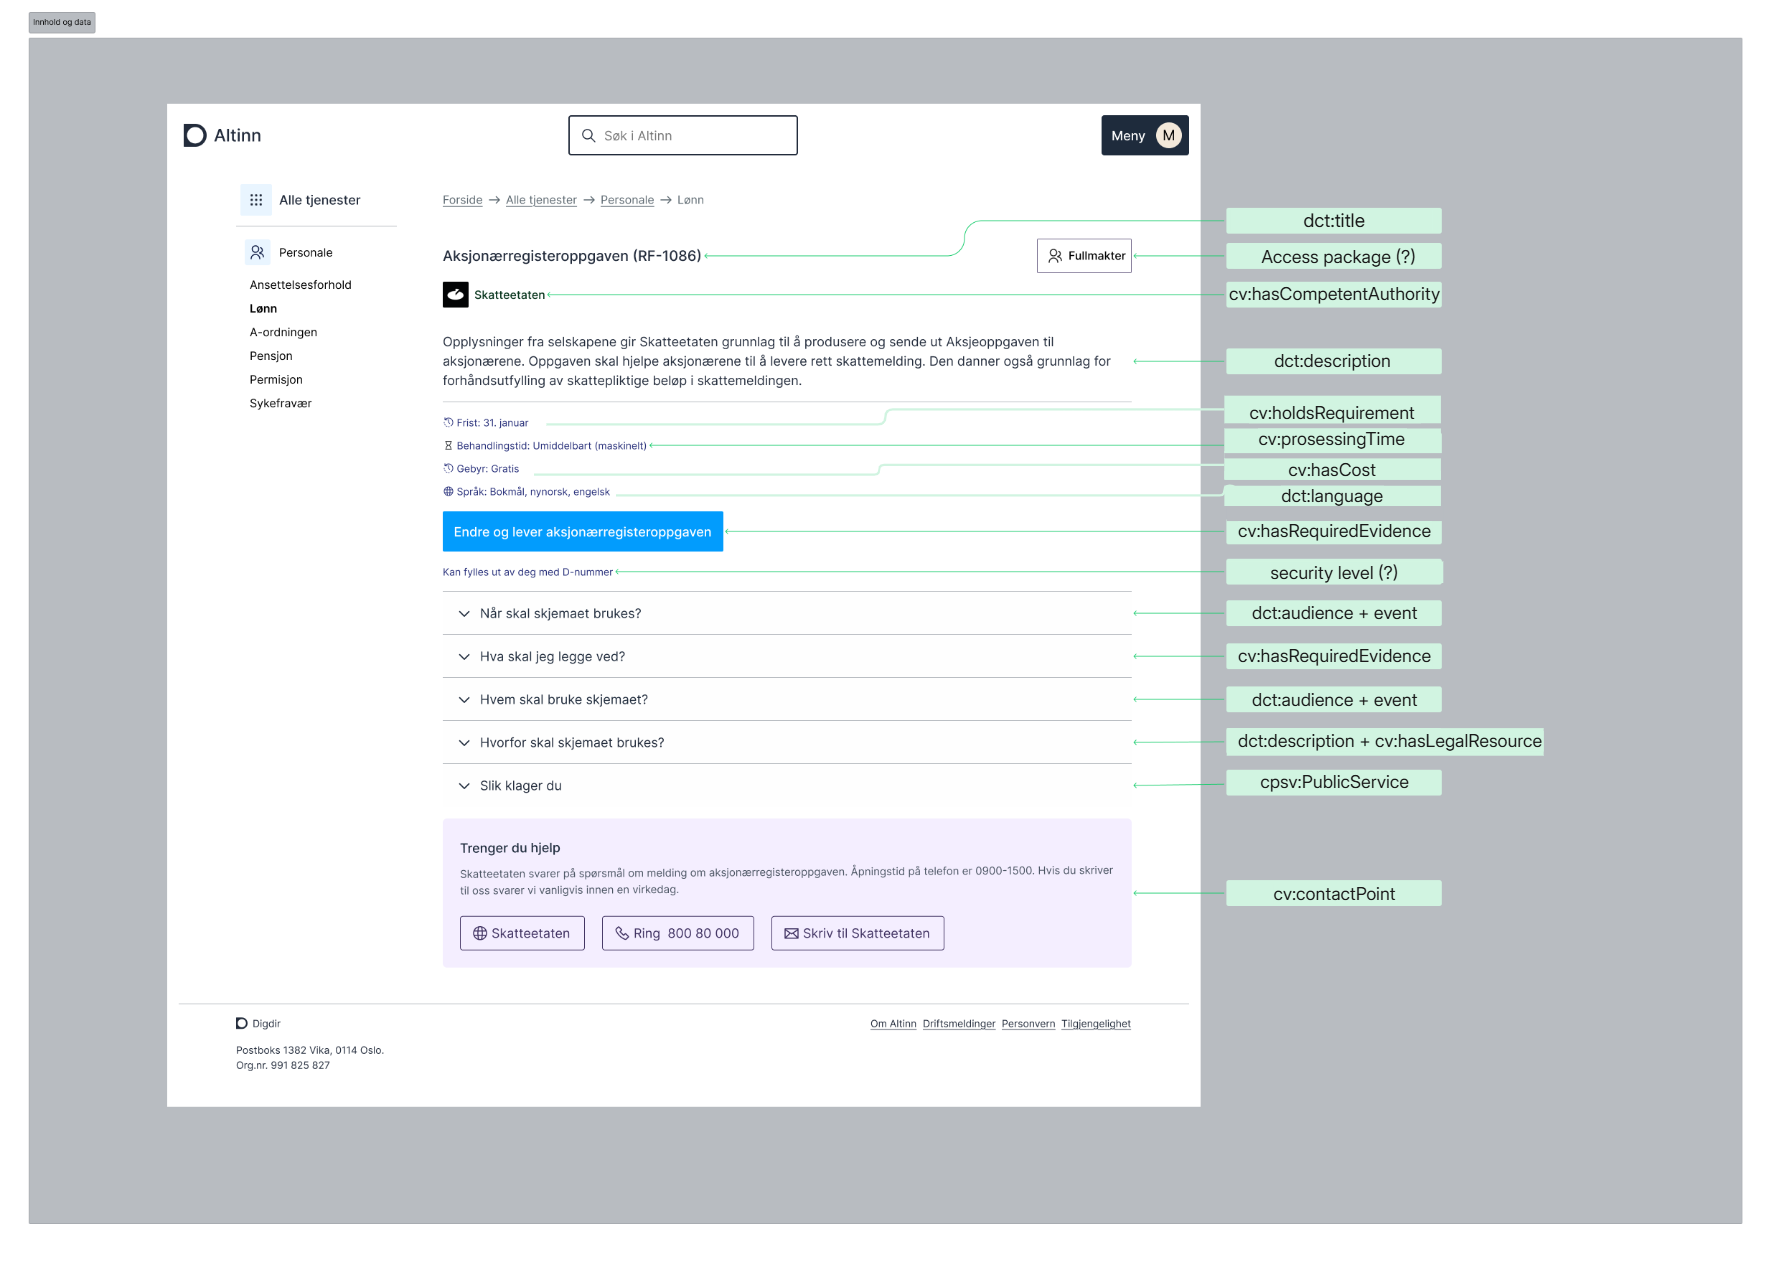 Innhold og data
Altinn
Søk i Altinn
Meny M
Alle tjenester
Personale
Ansettelsesforhold
Lønn
A-ordningen
Pensjon
Permisjon
Sykefravær
Forside → Alle tjenester → Personale → Lønn
Aksjonærregisteroppgaven (RF-1086)
Fullmakter
Skatteetaten
Opplysninger fra selskapene gir Skatteetaten grunnlag til å produsere og sende ut Aksjeoppgaven til
aksjonærene. Oppgaven skal hjelpe aksjonærene til å levere rett skattemelding. Den danner også grunnlag for
forhåndsutfylling av skattepliktige beløp i skattemeldingen.
Frist: 31. januar
Behandlingstid: Umiddelbart (maskinelt)
Gebyr: Gratis
Språk: Bokmål, nynorsk, engelsk
Endre og lever aksjonærregisteroppgaven
Kan fylles ut av deg med D-nummer
Når skal skjemaet brukes?
Hva skal jeg legge ved?
Hvem skal bruke skjemaet?
Hvorfor skal skjemaet brukes?
Slik klager du
Trenger du hjelp
Skatteetaten svarer på spørsmål om melding om aksjonærregisteroppgaven. Åpningstid på telefon er 0900-1500. Hvis du skriver
til oss svarer vi vanligvis innen en virkedag.
Skatteetaten
Ring 800 80 000
Skriv til Skatteetaten
Digdir
Postboks 1382 Vika, 0114 Oslo.
Org.nr. 991 825 827
Om Altinn Driftsmeldinger Personvern Tilgjengelighet
dct:title
Access package (?)
cv:hasCompetentAuthority
dct:description
cv:holdsRequirement
cv:prosessingTime
cv:hasCost
dct:language
cv:hasRequiredEvidence
security level (?)
dct:audience + event
cv:hasRequiredEvidence
dct:audience + event
dct:description + cv:hasLegalResource
cpsv:PublicService
cv:contactPoint